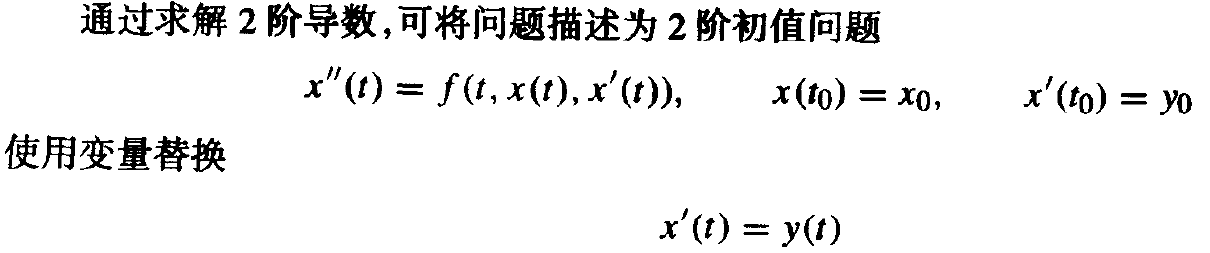 通过求解 2 阶导数,可将问题描述为 2 阶初值问题
x″(t) = f(t, x(t), x′(t)), x(t₀) = x₀, x′(t₀) = y₀
使用变量替换
x′(t) = y(t)